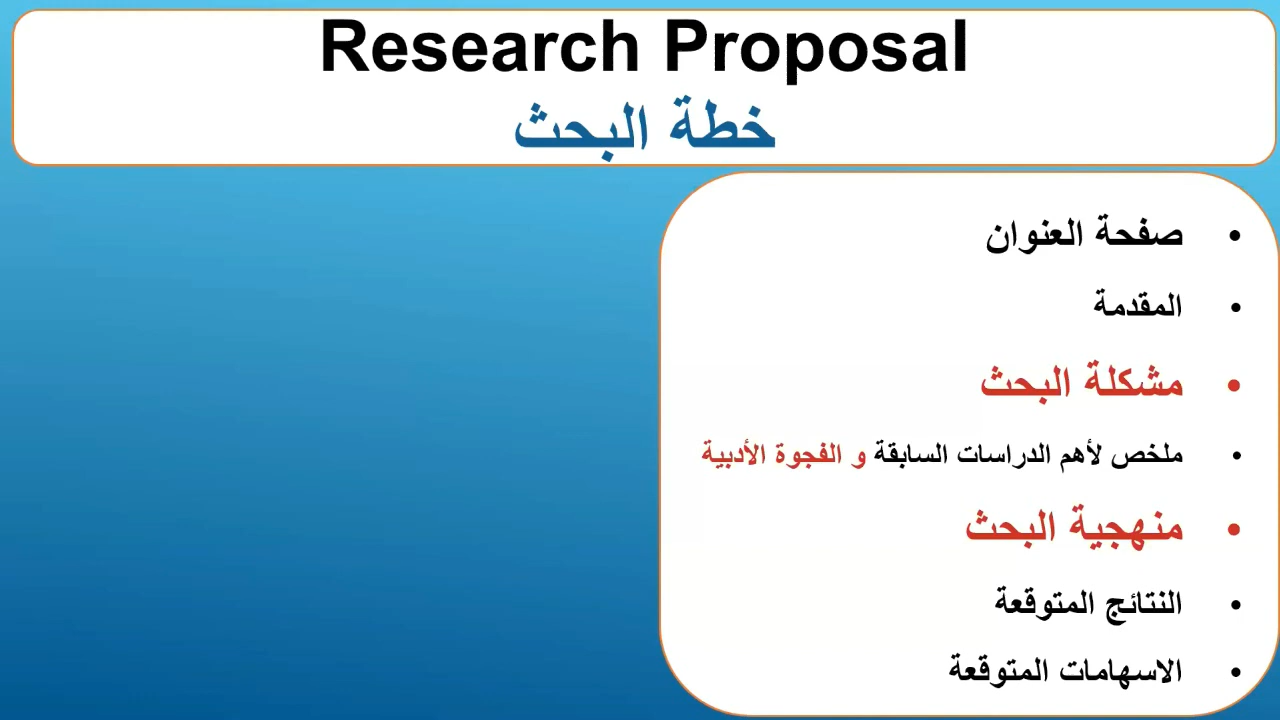 Research Proposal
خطة البحث
• صفحة العنوان
• المقدمة
• مشكلة البحث
• ملخص لأهم الدراسات السابقة و الفجوة الأدبية
• منهجية البحث
• النتائج المتوقعة
• الاسهامات المتوقعة